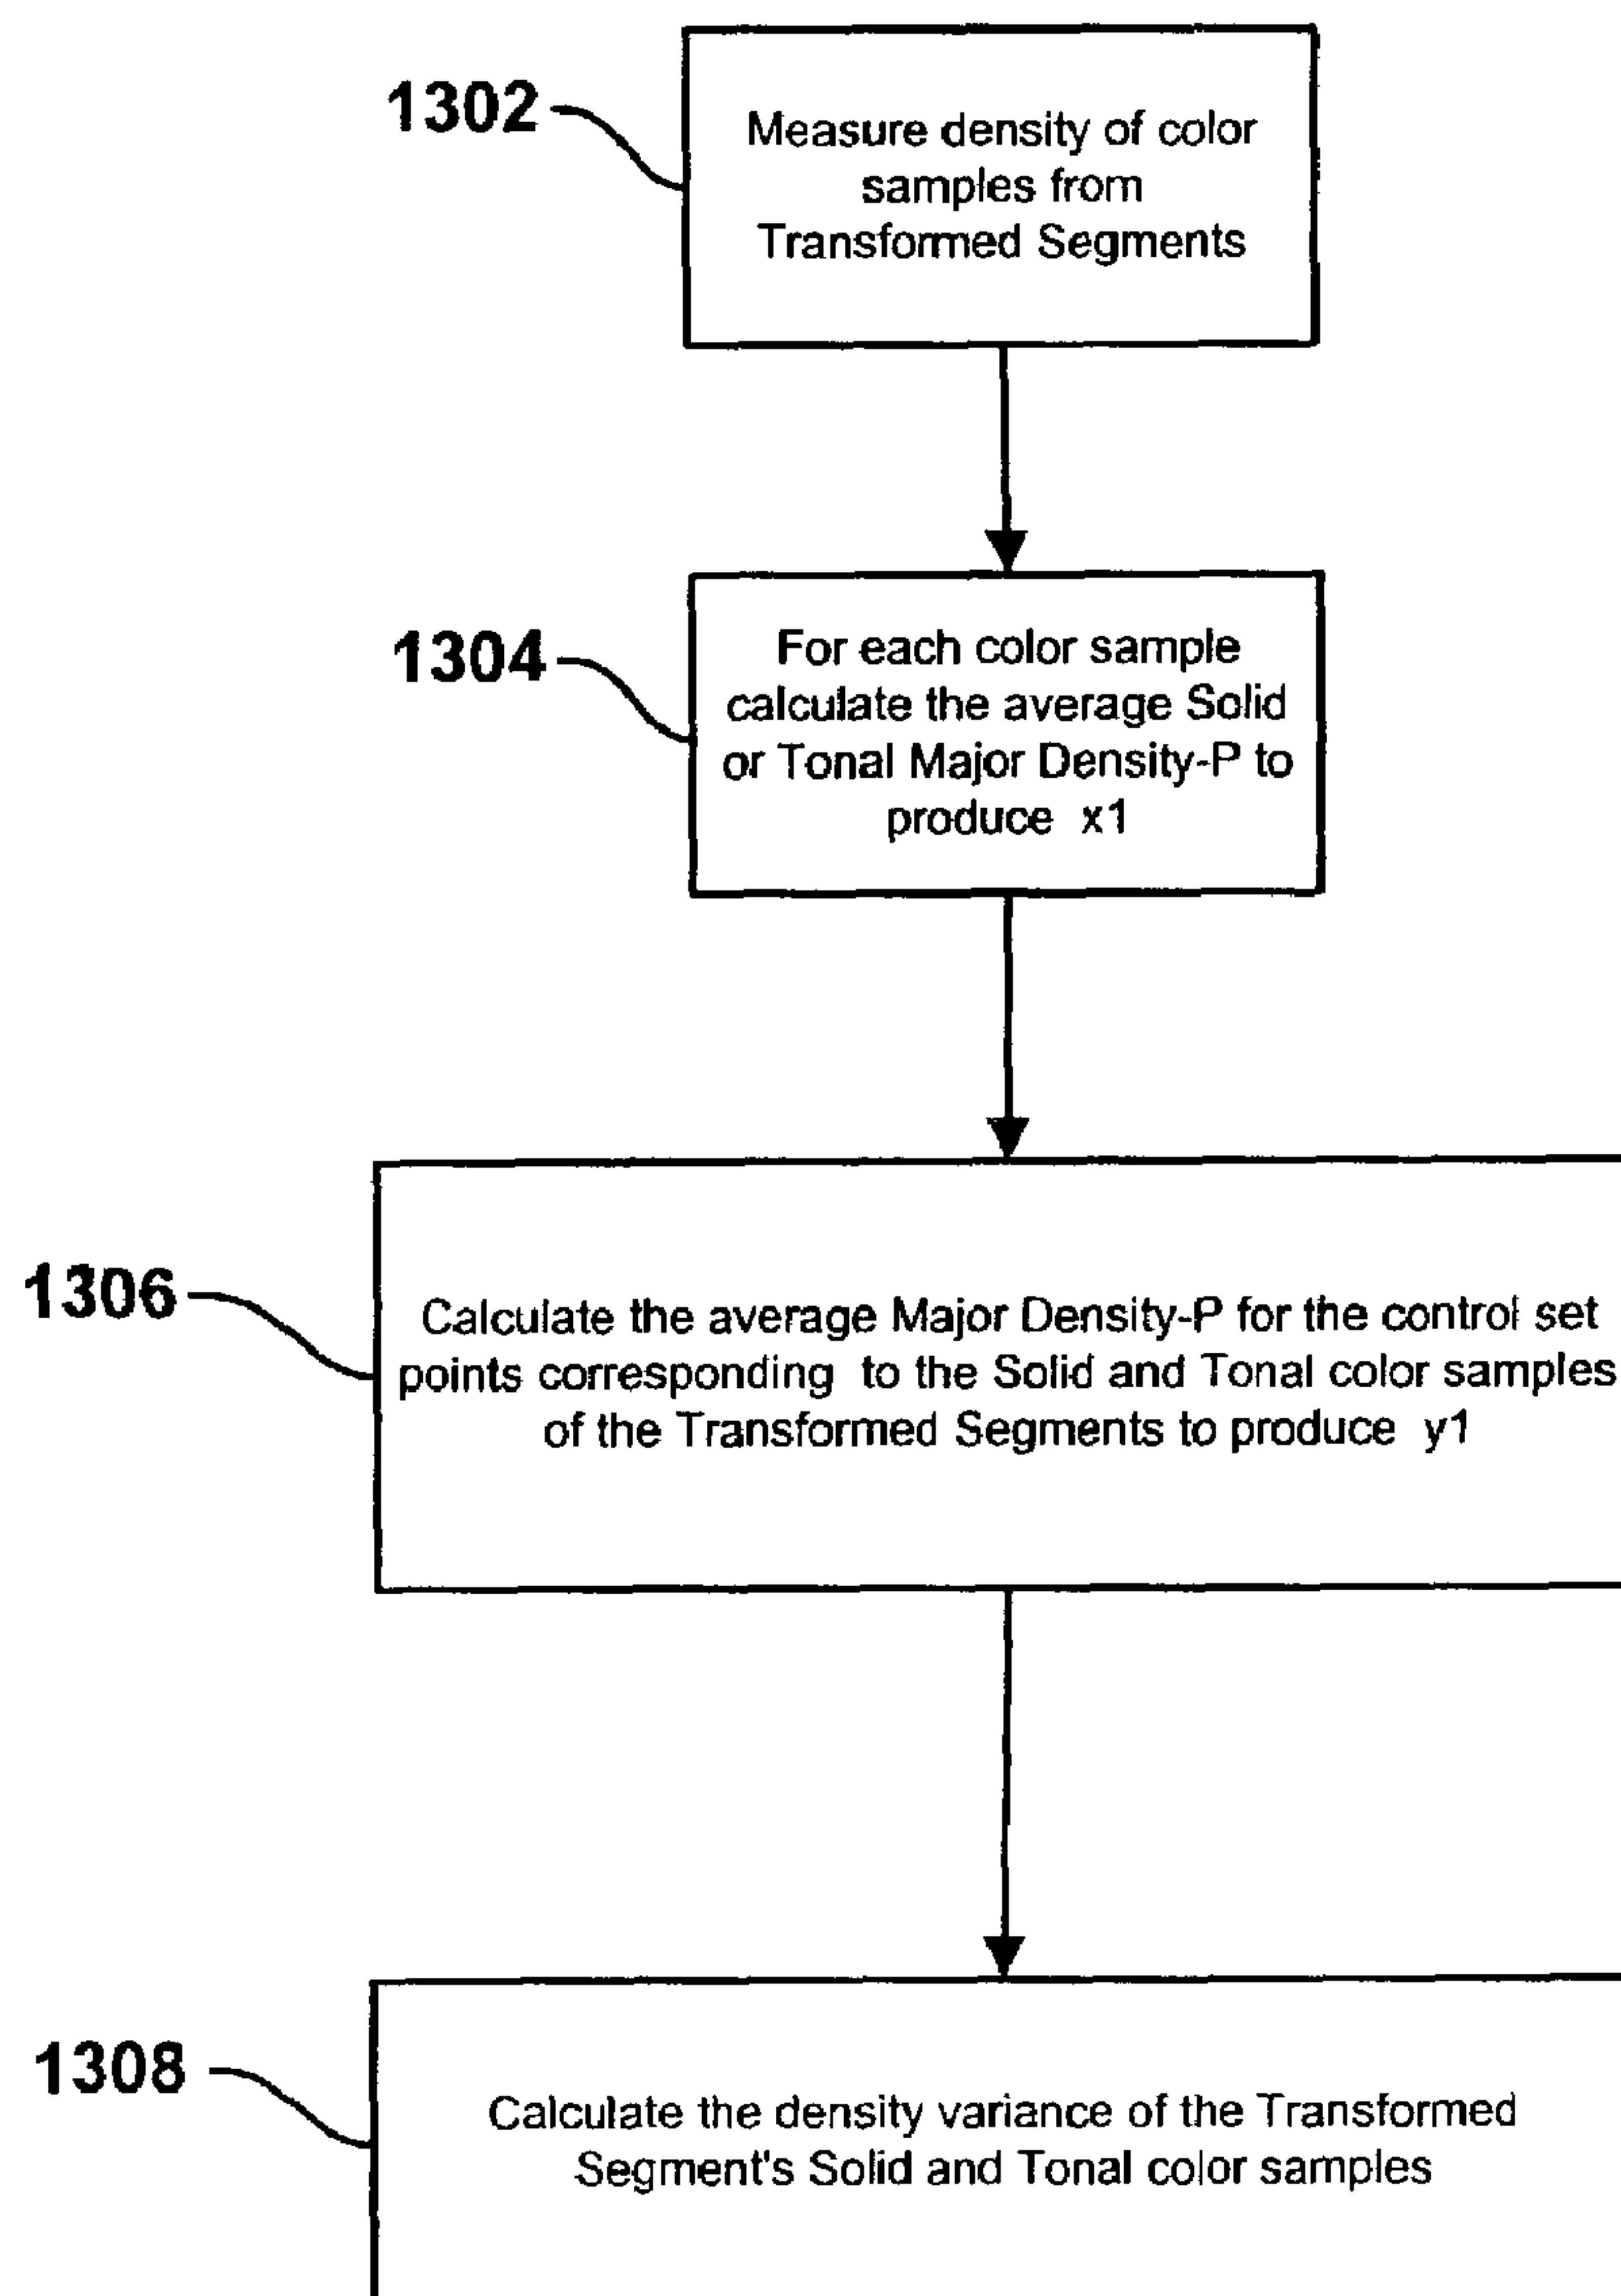 1302
Measure density of color
samples from
Transformed Segments
1304
For each color sample
calculate the average Solid
or Tonal Major Density-P to
produce x1
1306
Calculate the average Major Density-P for the control set
points corresponding to the Solid and Tonal color samples
of the Transformed Segments to produce y1
1308
Calculate the density variance of the Transformed
Segment's Solid and Tonal color samples